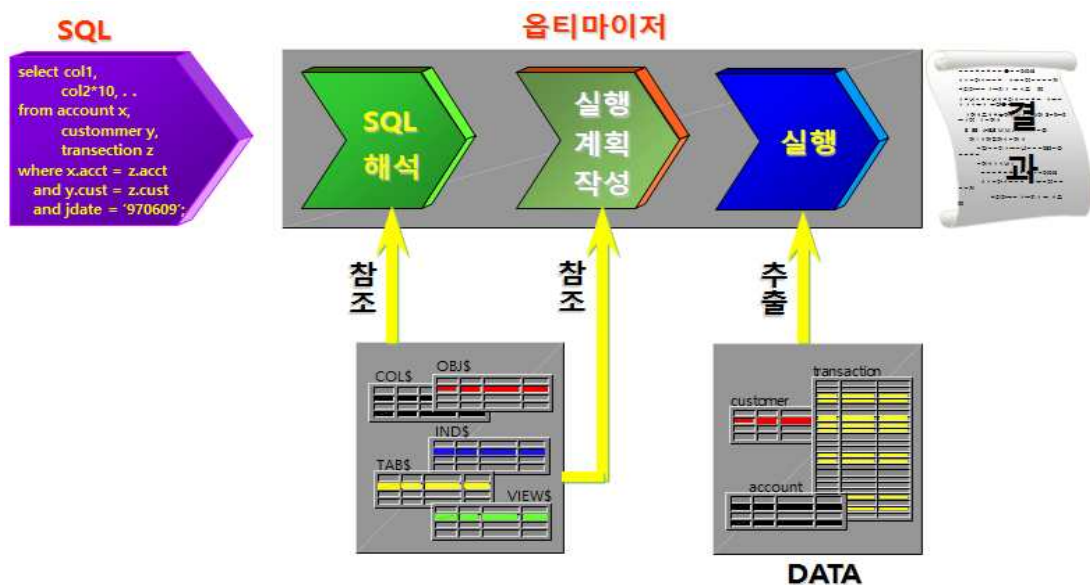 SQL
select col1,
col2*10, . .
from account x,
custommer y,
transection z
where x.acct = z.acct
and y.cust = z.cust
and jdate = '970609';
옵티마이저
SQL
해석
실행
계획
작성
실행
결
과
참
조
참
조
추
출
COL$
OBJ$
IND$
TAB$
VIEW$
transaction
customer
account
DATA